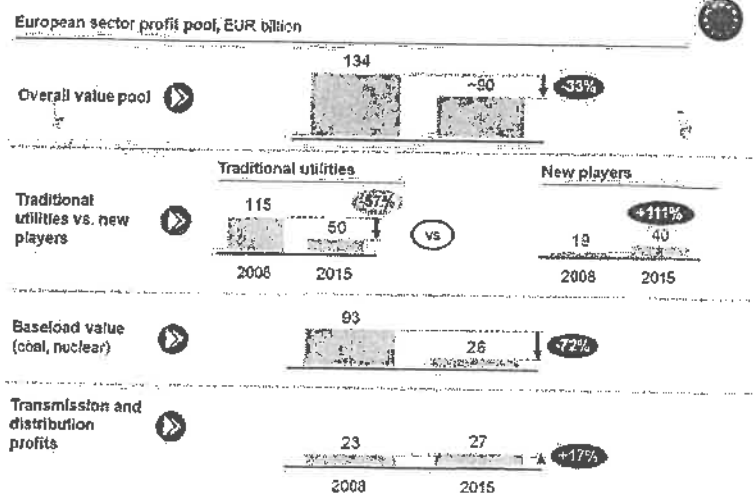 European sector profit pool, EUR billion
134
Overall value pool
~90
-33%
Traditional utilities
New players
Traditional
utilities vs. new
players
115
-57%
50
vs
+111%
19
40
2008
2015
2008
2015
Baseload value
(coal, nuclear)
93
26
-72%
Transmission and
distribution
profits
23
27
+17%
2008
2015